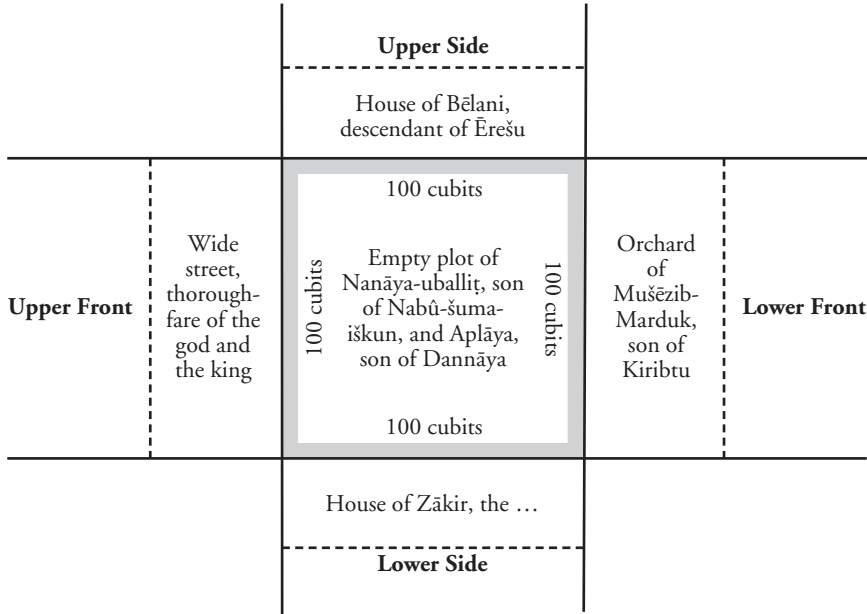 Upper Side
House of Bēlani,
descendant of Ērešu
100 cubits
Upper Front
Wide
street,
thorough-
fare of the
god and
the king
100 cubits
Empty plot of
Nanāya-uballiṭ, son
of Nabû-šuma-
iškun, and Aplāya,
son of Dannāya
100 cubits
Orchard
of
Mušēzib-
Marduk,
son of
Kiribtu
Lower Front
100 cubits
House of Zākir, the …
Lower Side